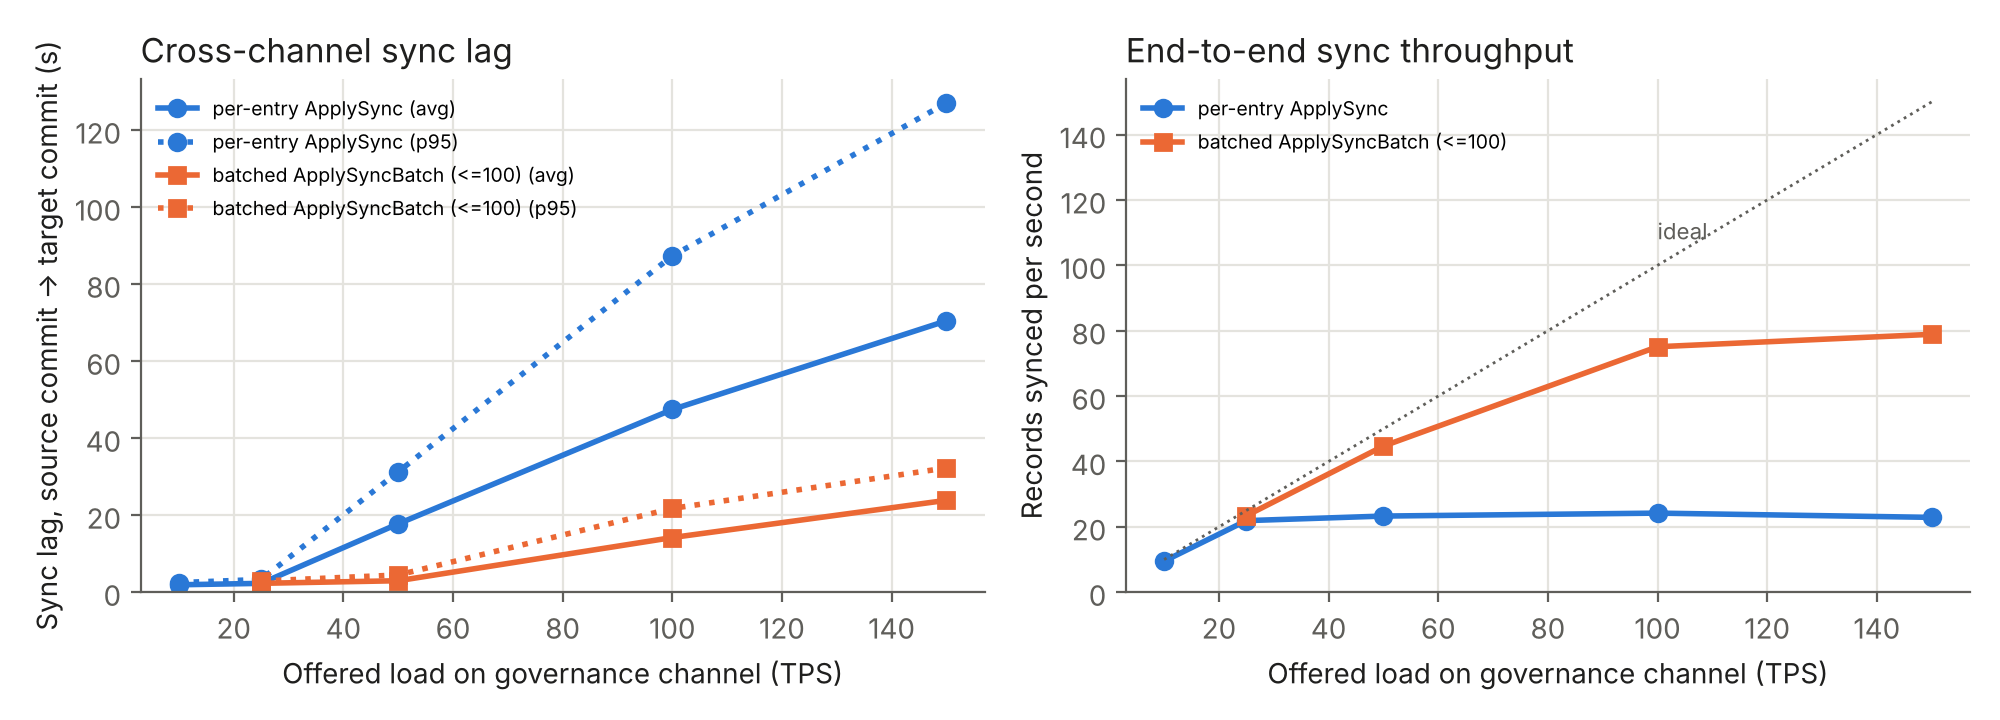 Cross-channel sync lag
Sync lag, source commit → target commit (s)
per-entry ApplySync (avg)
per-entry ApplySync (p95)
batched ApplySyncBatch (<=100) (avg)
batched ApplySyncBatch (<=100) (p95)
120
100
80
60
40
20
0
20 40 60 80 100 120 140
Offered load on governance channel (TPS)
End-to-end sync throughput
Records synced per second
per-entry ApplySync
batched ApplySyncBatch (<=100)
ideal
140
120
100
80
60
40
20
0
20 40 60 80 100 120 140
Offered load on governance channel (TPS)